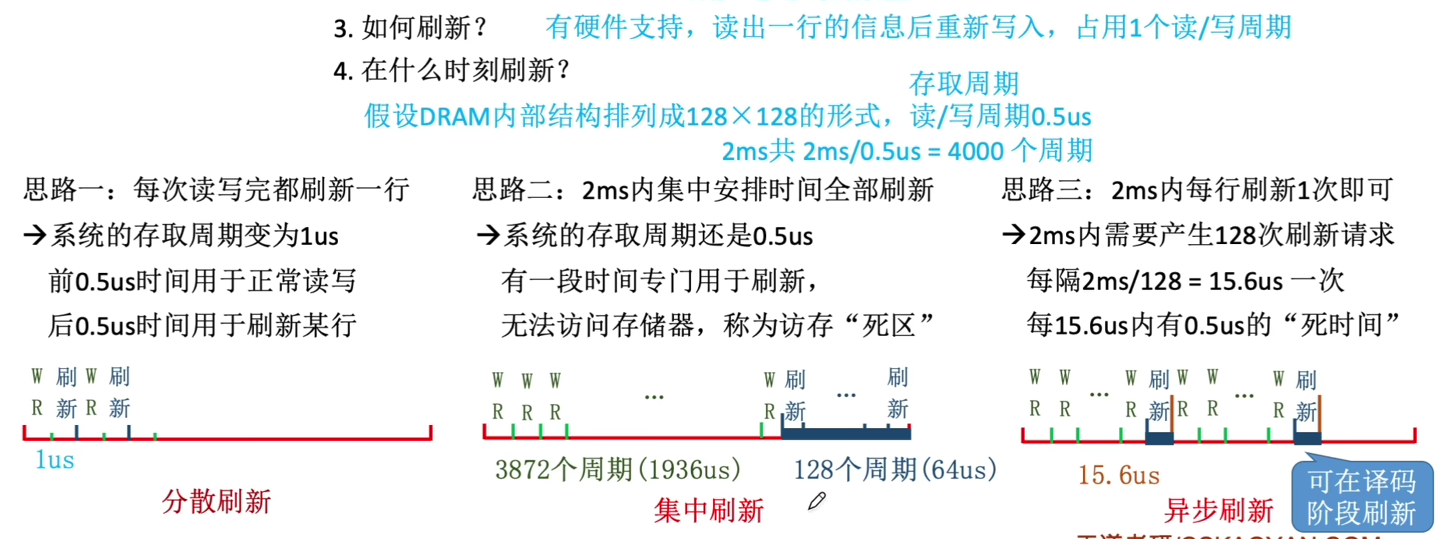 3. 如何刷新？ 有硬件支持，读出一行的信息后重新写入，占用1个读/写周期
4. 在什么时刻刷新？
存取周期
假设DRAM内部结构排列成128×128的形式，读/写周期0.5us
2ms共 2ms/0.5us = 4000 个周期
思路一：每次读写完都刷新一行
→系统的存取周期变为1us
前0.5us时间用于正常读写
后0.5us时间用于刷新某行
W 刷 W 刷
R 新 R 新
1us
分散刷新
思路二：2ms内集中安排时间全部刷新
→系统的存取周期还是0.5us
有一段时间专门用于刷新，
无法访问存储器，称为访存“死区”
W W W ... W 刷 ... 刷
R R R R 新 新
3872个周期(1936us) 128个周期(64us)
集中刷新
思路三：2ms内每行刷新1次即可
→2ms内需要产生128次刷新请求
每隔2ms/128 = 15.6us 一次
每15.6us内有0.5us的“死时间”
W W ... W 刷 W W ... W 刷
R R R 新 R R R 新
15.6us
异步刷新
可在译码
阶段刷新